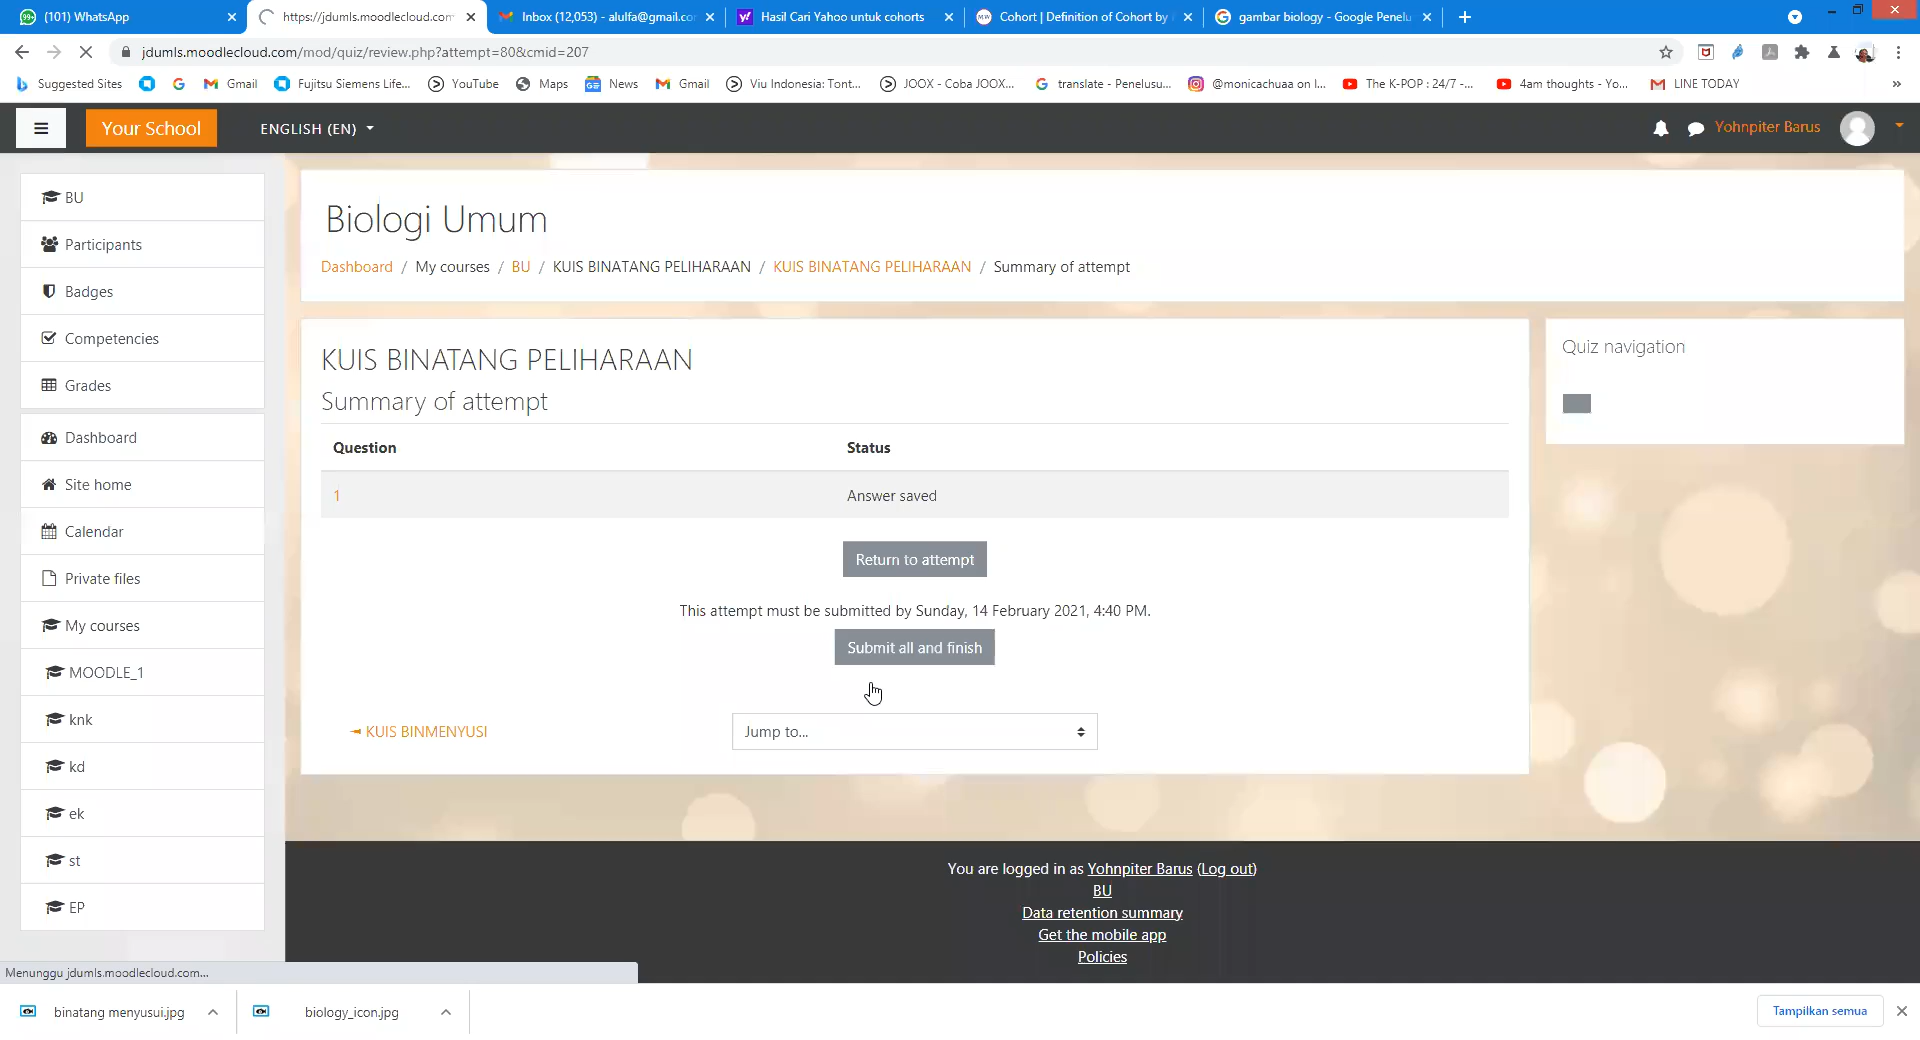 (101) WhatsApp
https://jdumls.moodlecloud.com
Inbox (12,053) - alulfa@gmail.co
Hasil Cari Yahoo untuk cohorts
Cohort | Definition of Cohort by
gambar biology - Google Penelu
jdumls.moodlecloud.com/mod/quiz/review.php?attempt=80&cmid=207
Suggested Sites
Gmail
Fujitsu Siemens Life...
YouTube
Maps
News
Gmail
Viu Indonesia: Tont...
JOOX - Coba JOOX...
translate - Penelusu...
@monicachuaa on I...
The K-POP : 24/7 -...
4am thoughts - Yo...
LINE TODAY
»
Your School
ENGLISH (EN)
Yohnpiter Barus
BU
Participants
Badges
Competencies
Grades
Dashboard
Site home
Calendar
Private files
My courses
MOODLE_1
knk
kd
ek
st
EP
Biologi Umum
Dashboard / My courses / BU / KUIS BINATANG PELIHARAAN / KUIS BINATANG PELIHARAAN / Summary of attempt
KUIS BINATANG PELIHARAAN
Summary of attempt
Question Status
1 Answer saved
Return to attempt
This attempt must be submitted by Sunday, 14 February 2021, 4:40 PM.
Submit all and finish
◄ KUIS BINMENYUSI
Jump to...
Quiz navigation
You are logged in as Yohnpiter Barus (Log out)
BU
Data retention summary
Get the mobile app
Policies
Menunggu jdumls.moodlecloud.com...
binatang menyusui.jpg
biology_icon.jpg
Tampilkan semua